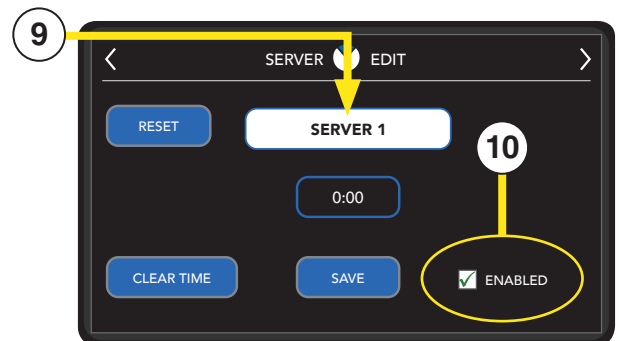 9
SERVER EDIT
RESET
SERVER 1
10
0:00
CLEAR TIME
SAVE
ENABLED